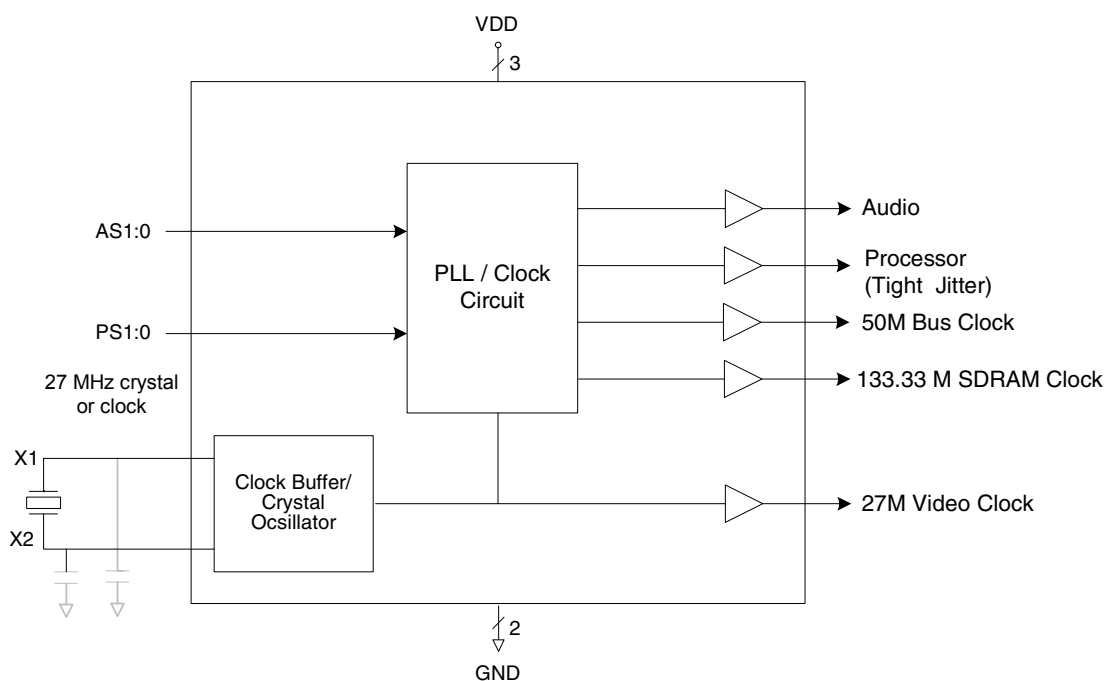 VDD
3
AS1:0
PS1:0
27 MHz crystal
or clock
X1
X2
PLL / Clock
Circuit
Clock Buffer/
Crystal
Ocsillator
Audio
Processor
(Tight Jitter)
50M Bus Clock
133.33 M SDRAM Clock
27M Video Clock
2
GND